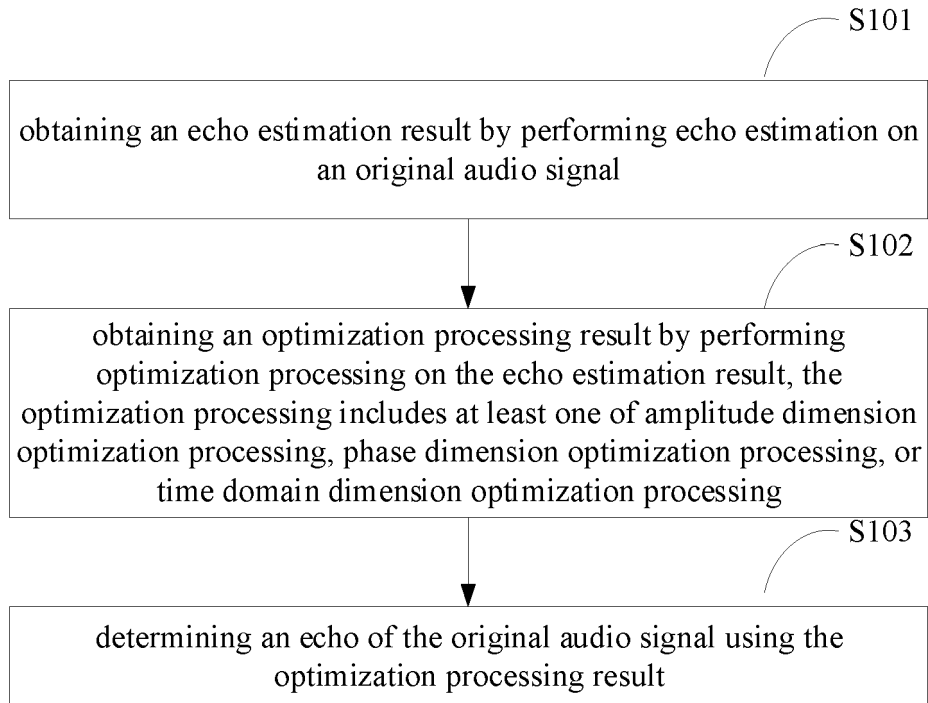 S101
obtaining an echo estimation result by performing echo estimation on
an original audio signal
S102
obtaining an optimization processing result by performing
optimization processing on the echo estimation result, the
optimization processing includes at least one of amplitude dimension
optimization processing, phase dimension optimization processing, or
time domain dimension optimization processing
S103
determining an echo of the original audio signal using the
optimization processing result